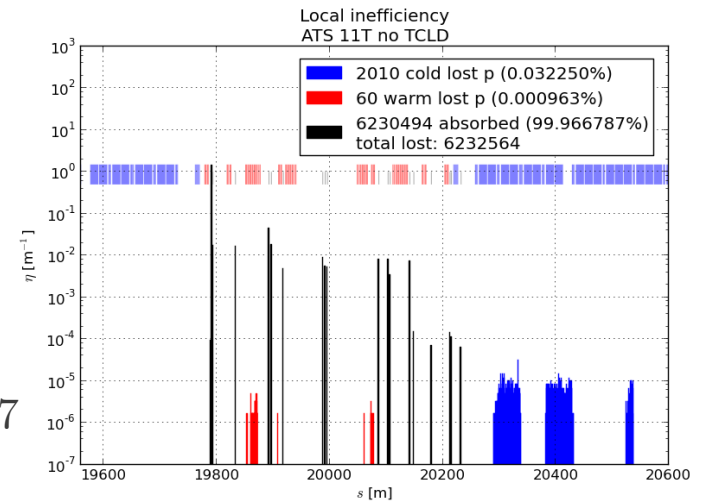 Local inefficiency
ATS 11T no TCLD
2010 cold lost p (0.032250%)
60 warm lost p (0.000963%)
6230494 absorbed (99.966787%)
total lost: 6232564
10³
10²
10¹
10⁰
10⁻¹
10⁻²
10⁻³
10⁻⁴
10⁻⁵
10⁻⁶
10⁻⁷
η [m⁻¹]
7
19600 19800 20000 20200 20400 20600
s [m]